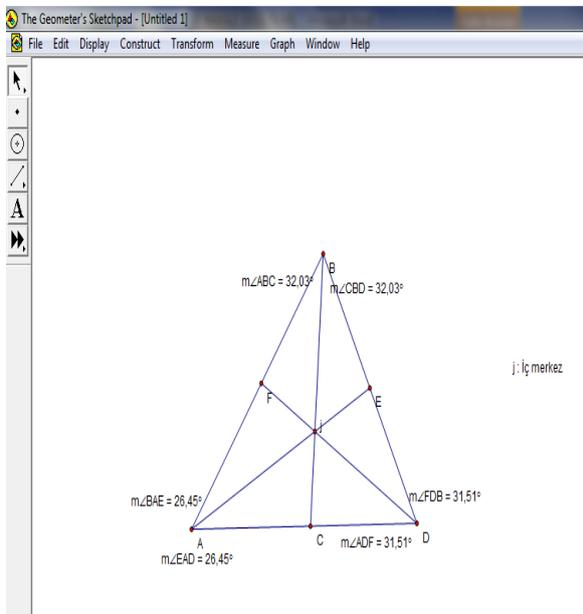 The Geometer's Sketchpad - [Untitled 1]
File Edit Display Construct Transform Measure Graph Window Help
A
B
m∠ABC = 32,03°
m∠CBD = 32,03°
j : İç merkez
F
E
j
m∠BAE = 26,45°
m∠FDB = 31,51°
A
C
D
m∠ADF = 31,51°
m∠EAD = 26,45°